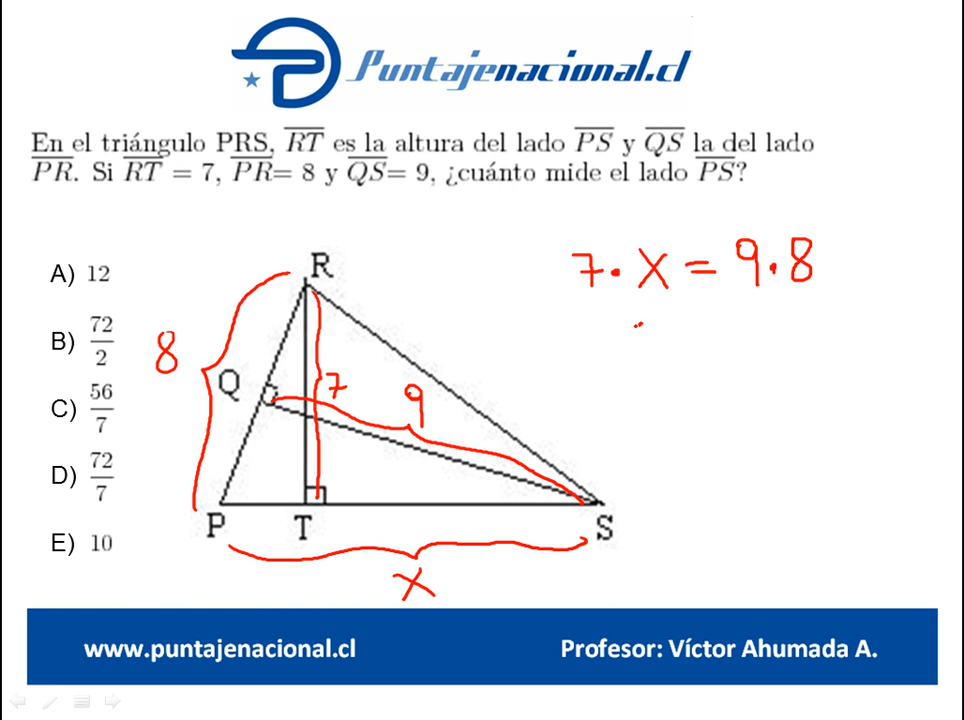 Puntajenacional.cl
En el triángulo PRS, RT es la altura del lado PS y QS la del lado
PR. Si RT = 7, PR= 8 y QS= 9, ¿cuánto mide el lado PS?
7 · x = 9 · 8
A) 12
B) 72/2
C) 56/7
D) 72/7
E) 10
R
8
Q
7
9
P
T
S
x
www.puntajenacional.cl
Profesor: Víctor Ahumada A.